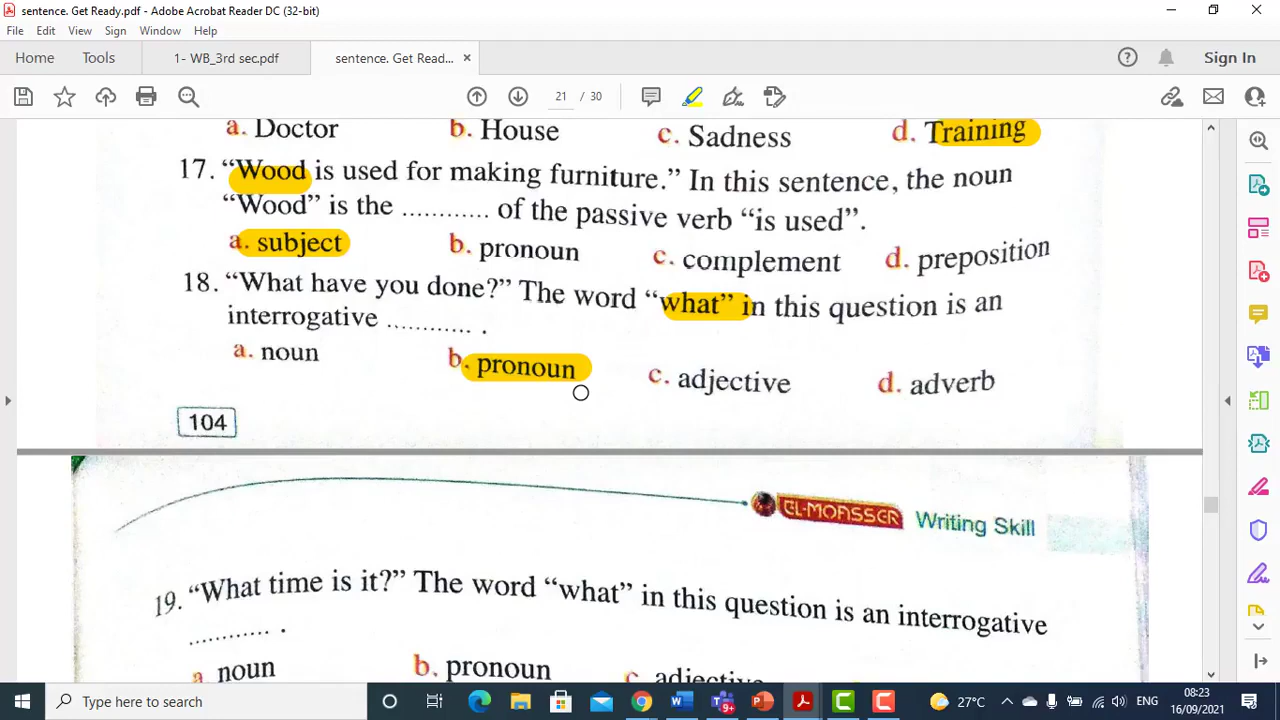 sentence. Get Ready.pdf - Adobe Acrobat Reader DC (32-bit)
File Edit View Sign Window Help
Home Tools 1- WB_3rd sec.pdf sentence. Get Read... × Sign In
21 / 30
a. Doctor b. House c. Sadness d. Training
17. “Wood is used for making furniture.” In this sentence, the noun
“Wood” is the ............ of the passive verb “is used”.
a. subject b. pronoun c. complement d. preposition
18. “What have you done?” The word “what” in this question is an
interrogative ............ .
a. noun b. pronoun c. adjective d. adverb
104
EL-MOASSER Writing Skill
19. “What time is it?” The word “what” in this question is an interrogative
............ .
a noun b. pronoun c. adjective
Type here to search 9+ 27°C ENG 08:23
16/09/2021